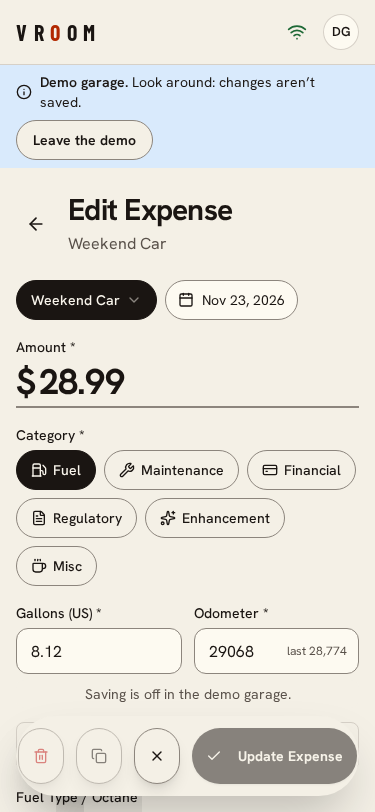 VROOM
DG
Demo garage. Look around: changes aren’t
saved.
Leave the demo
Edit Expense
Weekend Car
Weekend Car
Nov 23, 2026
Amount *
$28.99
Category *
Fuel
Maintenance
Financial
Regulatory
Enhancement
Misc
Gallons (US) *
Odometer *
8.12
29068
last 28,774
Saving is off in the demo garage.
Update Expense
Fuel Type / Octane